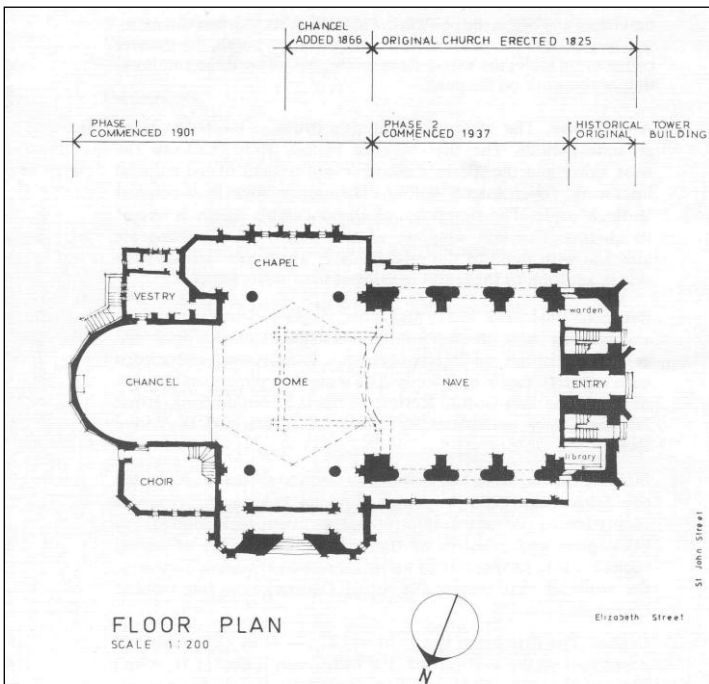 CHANCEL
ADDED 1866
ORIGINAL CHURCH ERECTED 1825
PHASE 1
COMMENCED 1901
PHASE 2
COMMENCED 1937
HISTORICAL TOWER
ORIGINAL BUILDING
CHAPEL
VESTRY
warden
CHANCEL
DOME
NAVE
ENTRY
CHOIR
library
St John Street
Elizabeth Street
FLOOR PLAN
SCALE 1:200
N